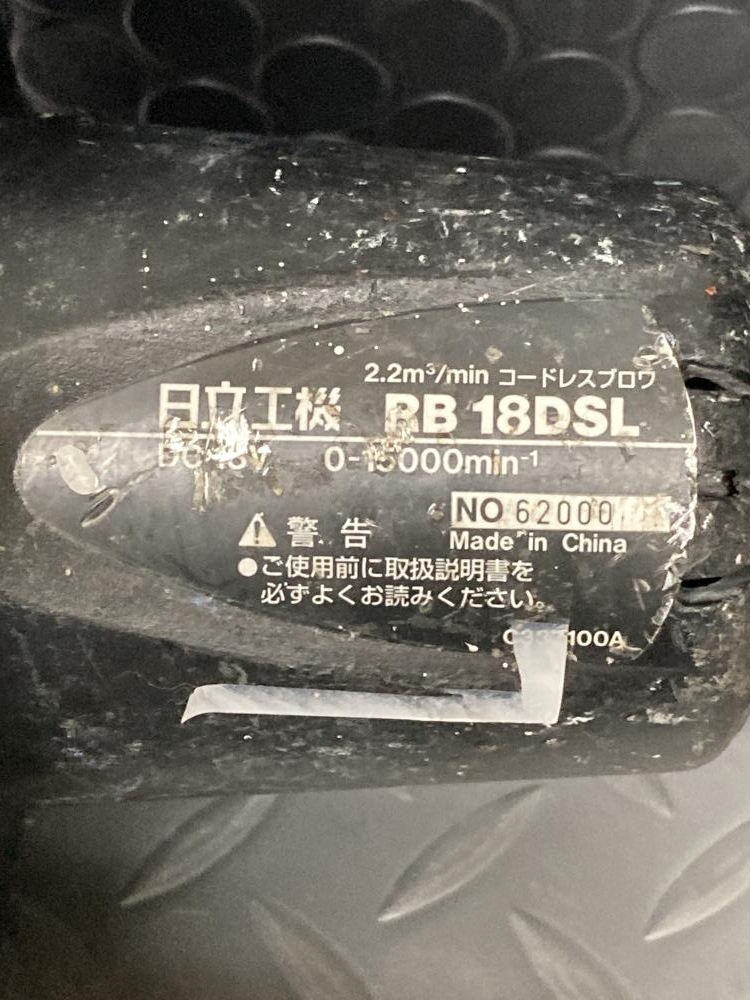 2.2m³/min コードレスブロワ
日立工機 RB 18DSL
DC 18V 0-15000min⁻¹
NO 62000
Made in China
警告
●ご使用前に取扱説明書を
必ずよくお読みください。